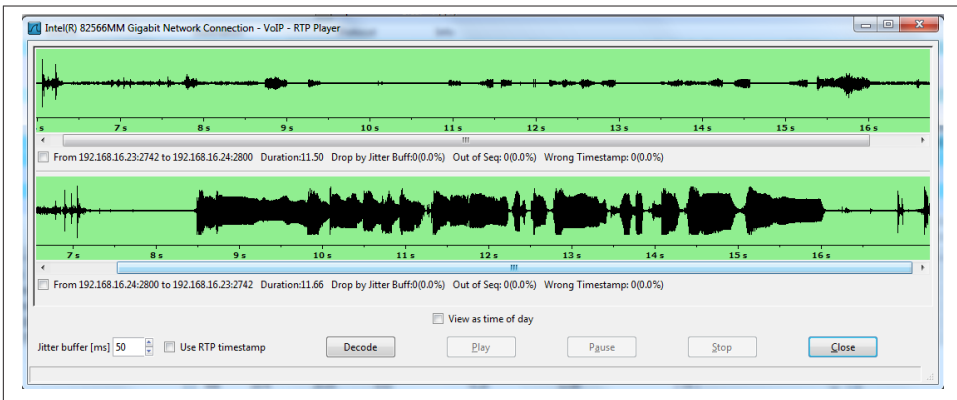 Intel(R) 82566MM Gigabit Network Connection - VoIP - RTP Player
s 7 s 8 s 9 s 10 s 11 s 12 s 13 s 14 s 15 s 16 s
From 192.168.16.23:2742 to 192.168.16.24:2800 Duration:11.50 Drop by Jitter Buff:0(0.0%) Out of Seq: 0(0.0%) Wrong Timestamp: 0(0.0%)
7 s 8 s 9 s 10 s 11 s 12 s 13 s 14 s 15 s 16 s
From 192.168.16.24:2800 to 192.168.16.23:2742 Duration:11.66 Drop by Jitter Buff:0(0.0%) Out of Seq: 0(0.0%) Wrong Timestamp: 0(0.0%)
View as time of day
Jitter buffer [ms] 50 Use RTP timestamp Decode Play Pause Stop Close